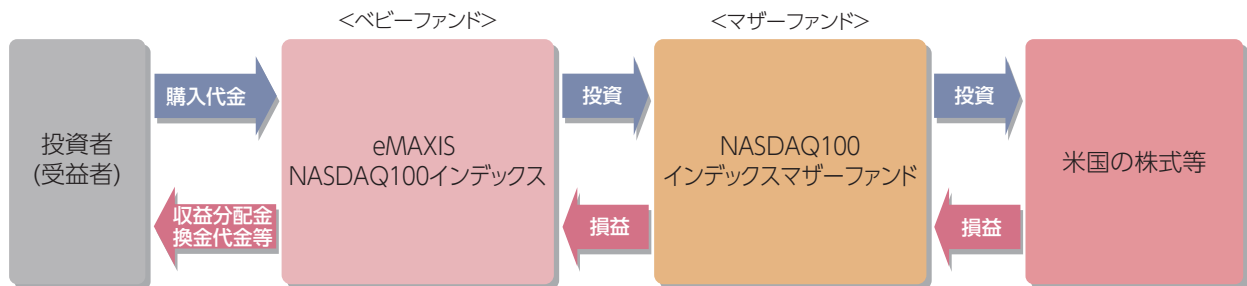 <ベビーファンド>
<マザーファンド>
投資者
(受益者)
購入代金
収益分配金
換金代金等
eMAXIS
NASDAQ100インデックス
投資
損益
NASDAQ100
インデックスマザーファンド
投資
損益
米国の株式等